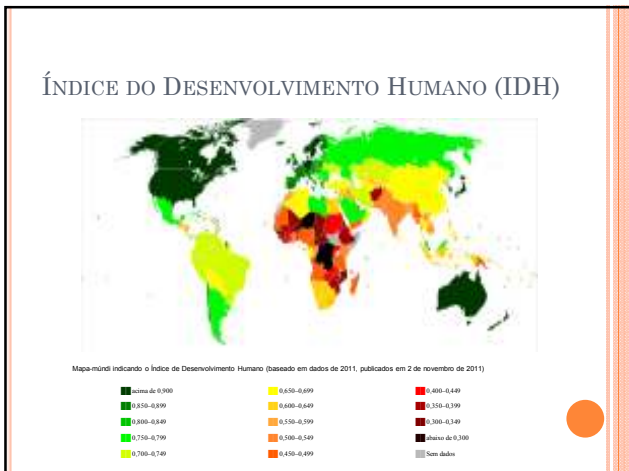 ÍNDICE DO DESENVOLVIMENTO HUMANO (IDH)
Mapa-múndi indicando o Índice de Desenvolvimento Humano (baseado em dados de 2011, publicados em 2 de novembro de 2011)
acima de 0,900
0,850–0,899
0,800–0,849
0,750–0,799
0,700–0,749
0,650–0,699
0,600–0,649
0,550–0,599
0,500–0,549
0,450–0,499
0,400–0,449
0,350–0,399
0,300–0,349
abaixo de 0,300
Sem dados